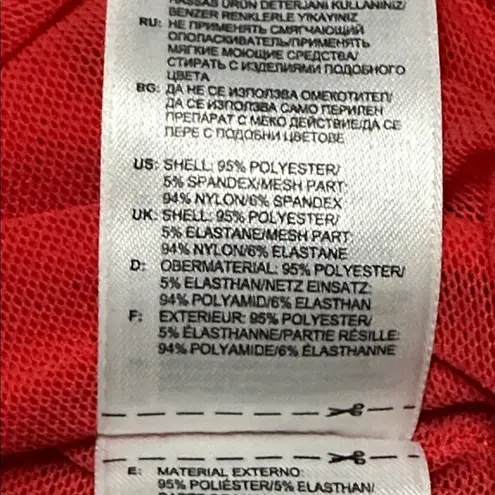 HASSAS ÜRÜN DETERJANI KULLANINIZ/
BENZER RENKLERLE YIKAYINIZ
RU: НЕ ПРИМЕНЯТЬ СМЯГЧАЮЩИЙ
ОПОЛАСКИВАТЕЛЬ/ПРИМЕНЯТЬ
МЯГКИЕ МОЮЩИЕ СРЕДСТВА/
СТИРАТЬ С ИЗДЕЛИЯМИ ПОДОБНОГО
ЦВЕТА
BG: ДА НЕ СЕ ИЗПОЛЗВА ОМЕКОТИТЕЛ/
ДА СЕ ИЗПОЛЗВА САМО ПЕРИЛЕН
ПРЕПАРАТ С МЕКО ДЕЙСТВИЕ/ДА СЕ
ПЕРЕ С ПОДОБНИ ЦВЕТОВЕ
US: SHELL: 95% POLYESTER/
5% SPANDEX/MESH PART:
94% NYLON/6% SPANDEX
UK: SHELL: 95% POLYESTER/
5% ELASTANE/MESH PART:
94% NYLON/6% ELASTANE
D: OBERMATERIAL: 95% POLYESTER/
5% ELASTHAN/NETZ EINSATZ:
94% POLYAMID/6% ELASTHAN
F: EXTERIEUR: 95% POLYESTER/
5% ÉLASTHANNE/PARTIE RÉSILLE:
94% POLYAMIDE/6% ÉLASTHANNE
E: MATERIAL EXTERNO:
95% POLIÉSTER/5% ELASTAN/